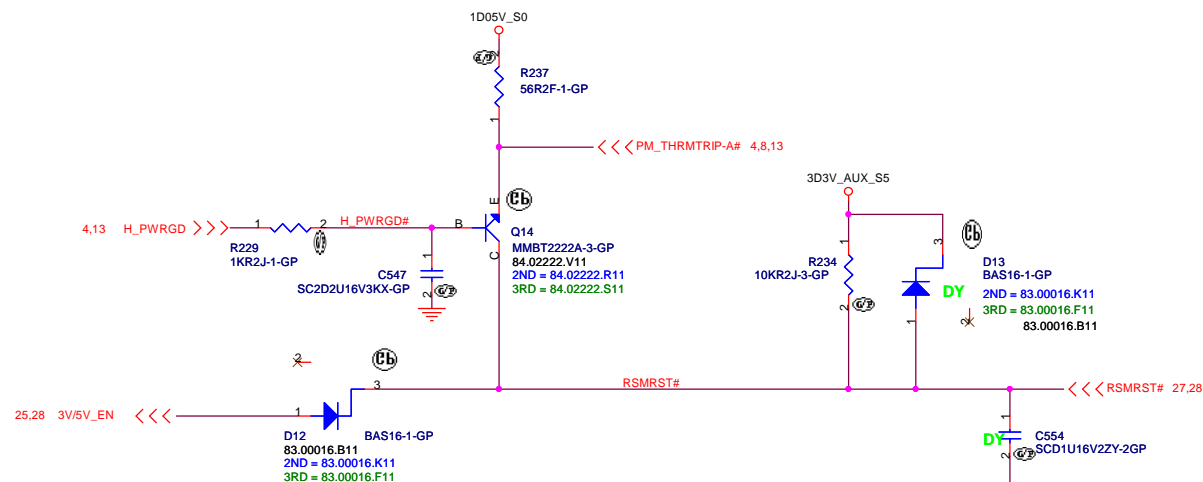 1D05V_S0
2
G/P
R237
56R2F-1-GP
1
PM_THRMTRIP-A# 4,8,13
3D3V_AUX_S5
E
Cb
4,13 H_PWRGD
1
2
H_PWRGD#
B
Q14
MMBT2222A-3-GP
84.02222.V11
2ND = 84.02222.R11
3RD = 84.02222.S11
C
R229
1KR2J-1-GP
G/P
1
C547
SC2D2U16V3KX-GP
2
G/P
1
R234
10KR2J-3-GP
2
G/P
3
Cb
D13
BAS16-1-GP
DY
2ND = 83.00016.K11
3RD = 83.00016.F11
83.00016.B11
1
2
2
Cb
3
RSMRST#
RSMRST# 27,28
25,28 3V/5V_EN
1
D12
BAS16-1-GP
83.00016.B11
2ND = 83.00016.K11
3RD = 83.00016.F11
1
DY
C554
SCD1U16V2ZY-2GP
2
G/P